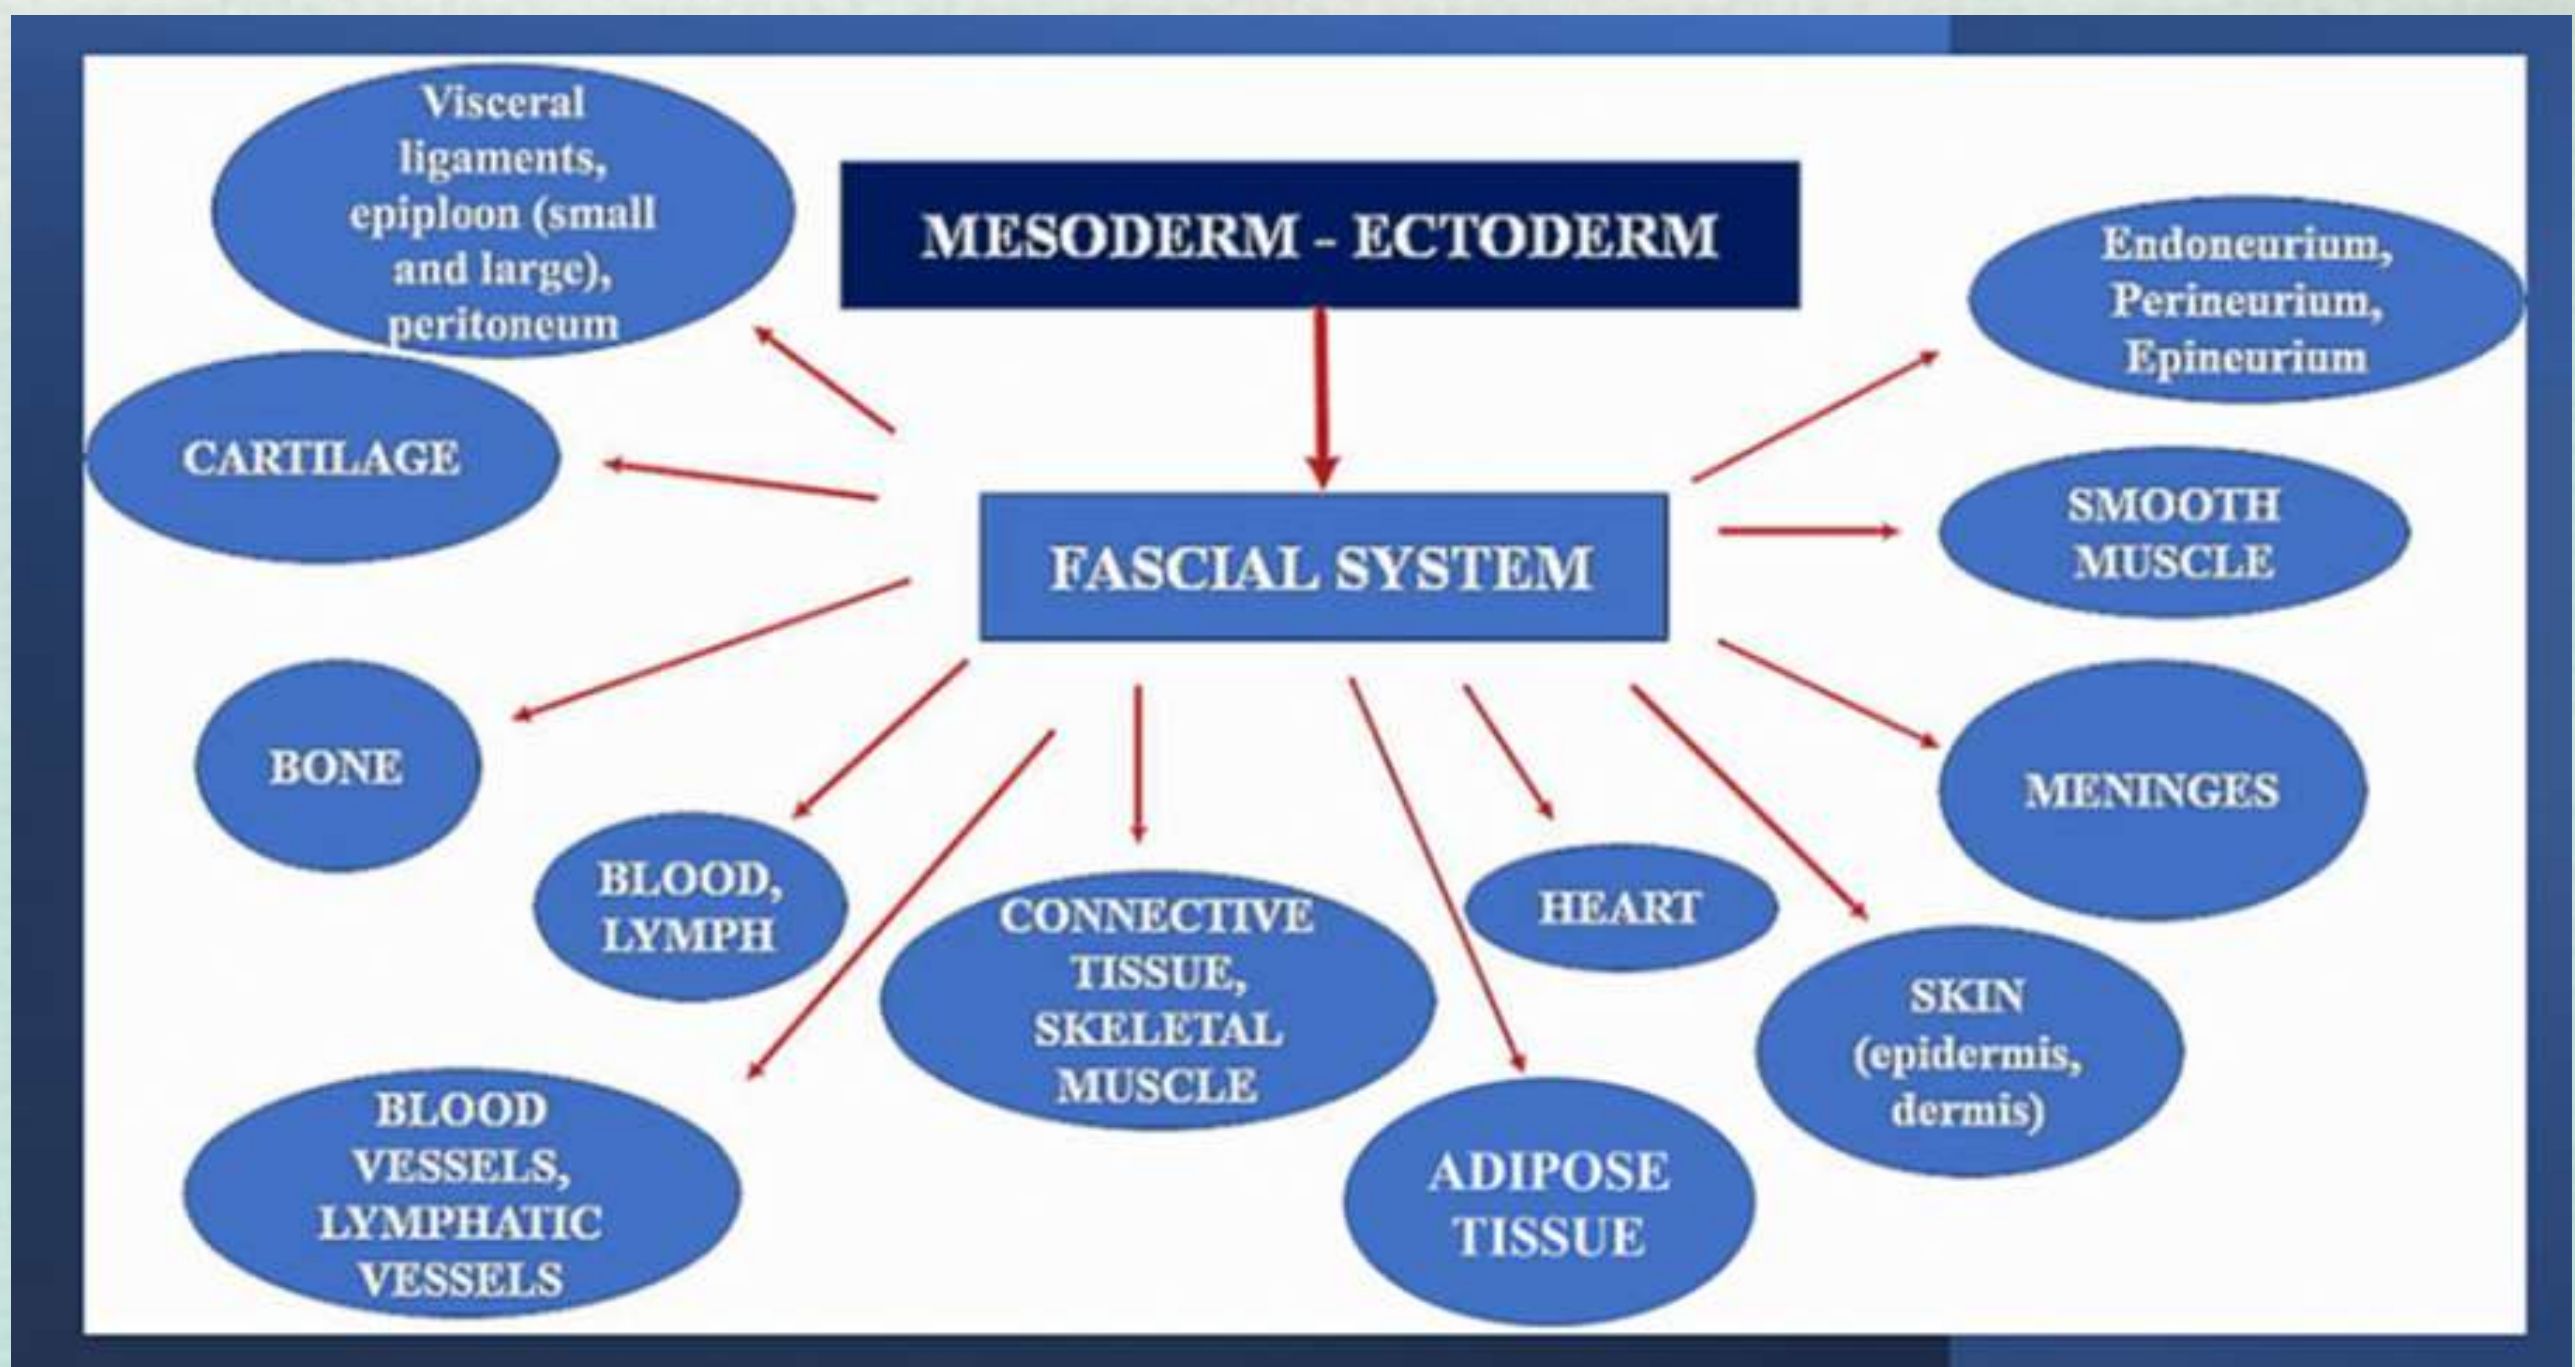 Visceral
ligaments,
epiploon (small
and large),
peritoneum
MESODERM - ECTODERM
Endoneurium,
Perineurium,
Epineurium
CARTILAGE
SMOOTH
MUSCLE
FASCIAL SYSTEM
BONE
MENINGES
BLOOD,
LYMPH
CONNECTIVE
TISSUE,
SKELETAL
MUSCLE
HEART
SKIN
(epidermis,
dermis)
BLOOD
VESSELS,
LYMPHATIC
VESSELS
ADIPOSE
TISSUE